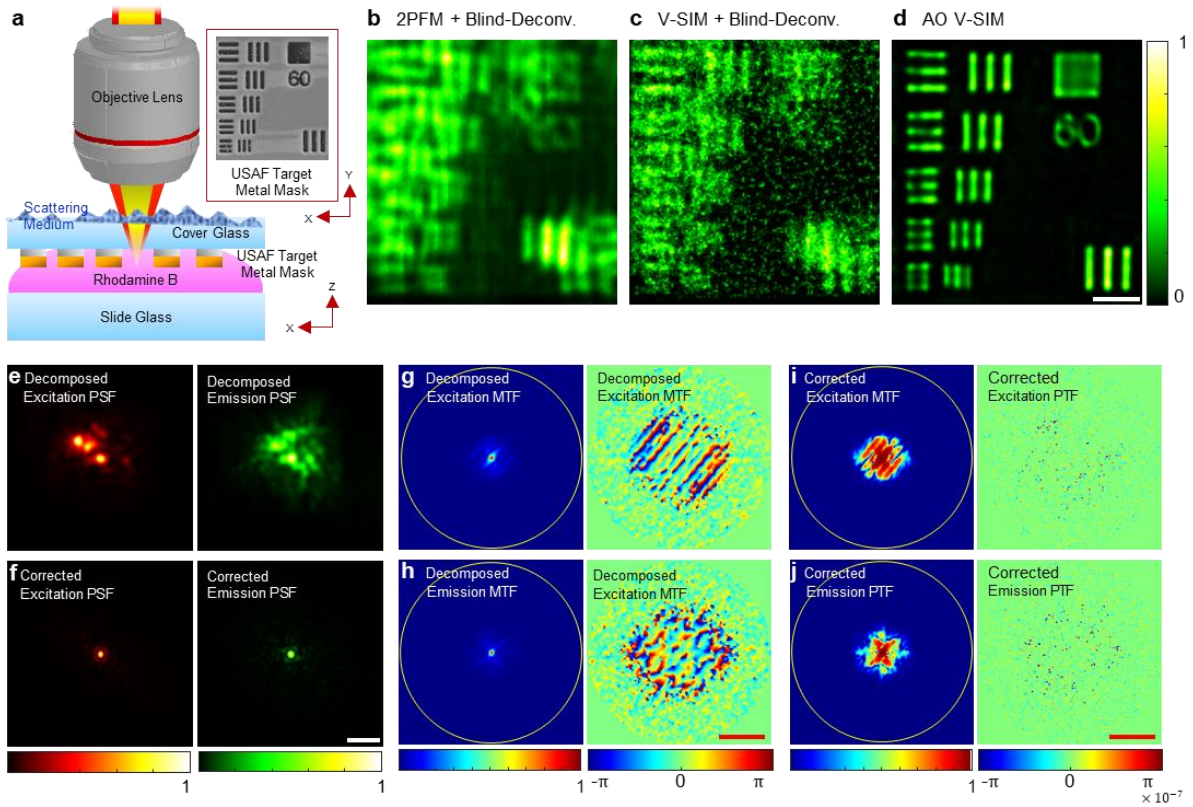 a
Objective Lens
60
USAF Target
Metal Mask
Y
X
Scattering
Medium
Cover Glass
USAF Target
Metal Mask
Rhodamine B
Z
Slide Glass
X
b 2PFM + Blind-Deconv.
c V-SIM + Blind-Deconv.
d AO V-SIM
60
1
0
e Decomposed
Excitation PSF
Decomposed
Emission PSF
g Decomposed
Excitation MTF
Decomposed
Excitation MTF
i Corrected
Excitation MTF
Corrected
Excitation PTF
f Corrected
Excitation PSF
Corrected
Emission PSF
h Decomposed
Emission MTF
Decomposed
Excitation MTF
j Corrected
Emission PTF
Corrected
Emission PTF
1
1
1
-π 0 π
1
-π 0 π
× 10⁻⁷